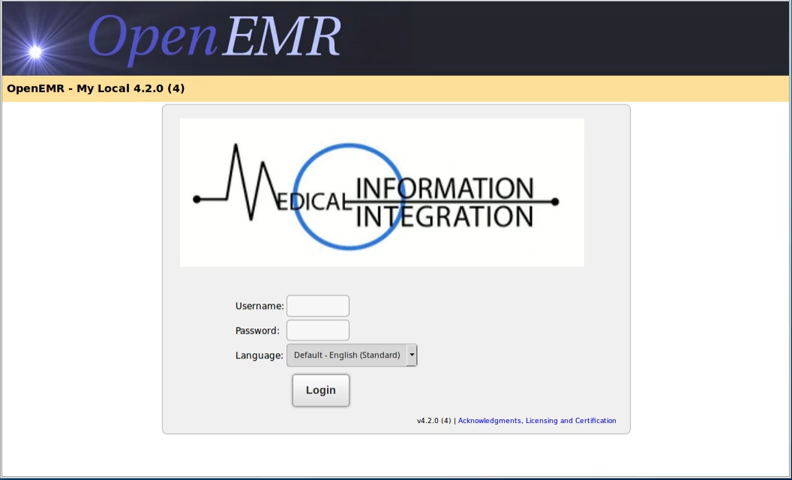 OpenEMR
OpenEMR - My Local 4.2.0 (4)
MEDICAL INFORMATION
INTEGRATION
Username:
Password:
Language: Default - English (Standard)
Login
v4.2.0 (4) | Acknowledgments, Licensing and Certification